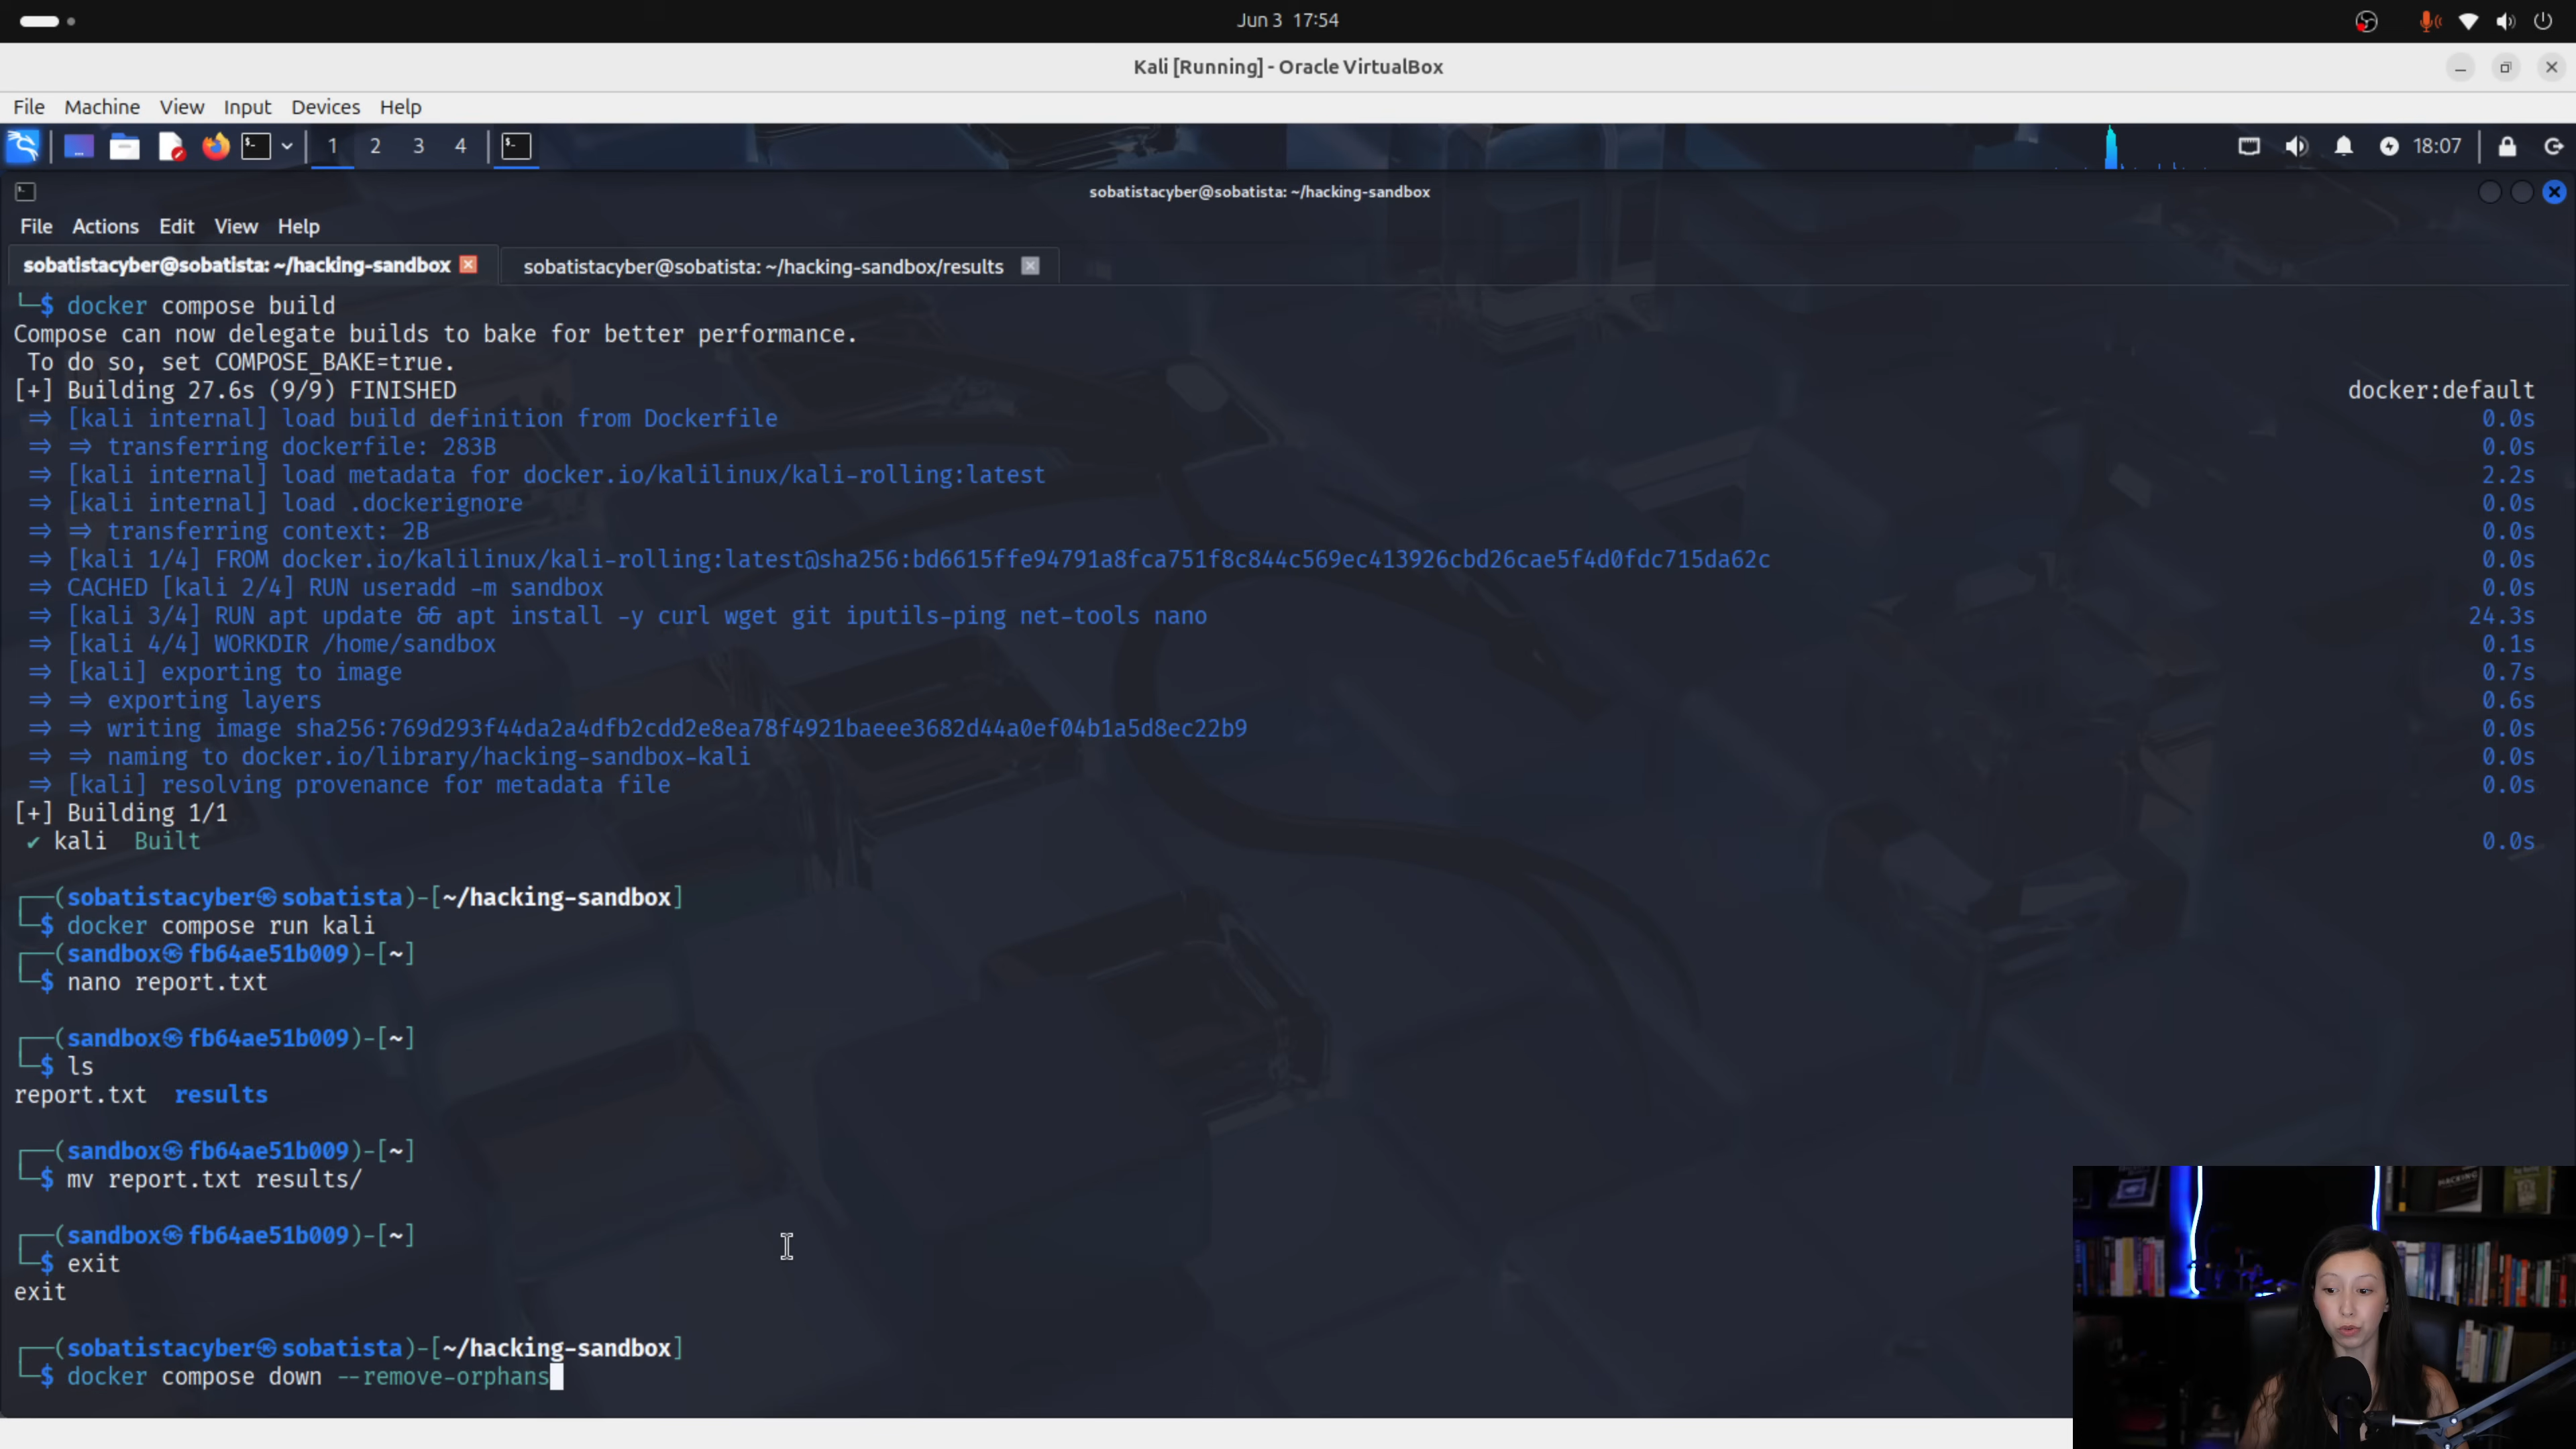 Jun 3 17:54
Kali [Running] - Oracle VirtualBox
File Machine View Input Devices Help
1 2 3 4
18:07
sobatistacyber@sobatista: ~/hacking-sandbox
File Actions Edit View Help
sobatistacyber@sobatista: ~/hacking-sandbox
sobatistacyber@sobatista: ~/hacking-sandbox/results
└─$ docker compose build
Compose can now delegate builds to bake for better performance.
To do so, set COMPOSE_BAKE=true.
[+] Building 27.6s (9/9) FINISHED docker:default
⇒ [kali internal] load build definition from Dockerfile 0.0s
⇒ ⇒ transferring dockerfile: 283B 0.0s
⇒ [kali internal] load metadata for docker.io/kalilinux/kali-rolling:latest 2.2s
⇒ [kali internal] load .dockerignore 0.0s
⇒ ⇒ transferring context: 2B 0.0s
⇒ [kali 1/4] FROM docker.io/kalilinux/kali-rolling:latest@sha256:bd6615ffe94791a8fca751f8c844c569ec413926cbd26cae5f4d0fdc715da62c 0.0s
⇒ CACHED [kali 2/4] RUN useradd -m sandbox 0.0s
⇒ [kali 3/4] RUN apt update && apt install -y curl wget git iputils-ping net-tools nano 24.3s
⇒ [kali 4/4] WORKDIR /home/sandbox 0.1s
⇒ [kali] exporting to image 0.7s
⇒ ⇒ exporting layers 0.6s
⇒ ⇒ writing image sha256:769d293f44da2a4dfb2cdd2e8ea78f4921baeee3682d44a0ef04b1a5d8ec22b9 0.0s
⇒ ⇒ naming to docker.io/library/hacking-sandbox-kali 0.0s
⇒ [kali] resolving provenance for metadata file 0.0s
[+] Building 1/1
✔ kali Built 0.0s
┌──(sobatistacyber㉿sobatista)-[~/hacking-sandbox]
└─$ docker compose run kali
┌──(sandbox㉿fb64ae51b009)-[~]
└─$ nano report.txt
┌──(sandbox㉿fb64ae51b009)-[~]
└─$ ls
report.txt results
┌──(sandbox㉿fb64ae51b009)-[~]
└─$ mv report.txt results/
┌──(sandbox㉿fb64ae51b009)-[~]
└─$ exit
exit
┌──(sobatistacyber㉿sobatista)-[~/hacking-sandbox]
└─$ docker compose down --remove-orphans